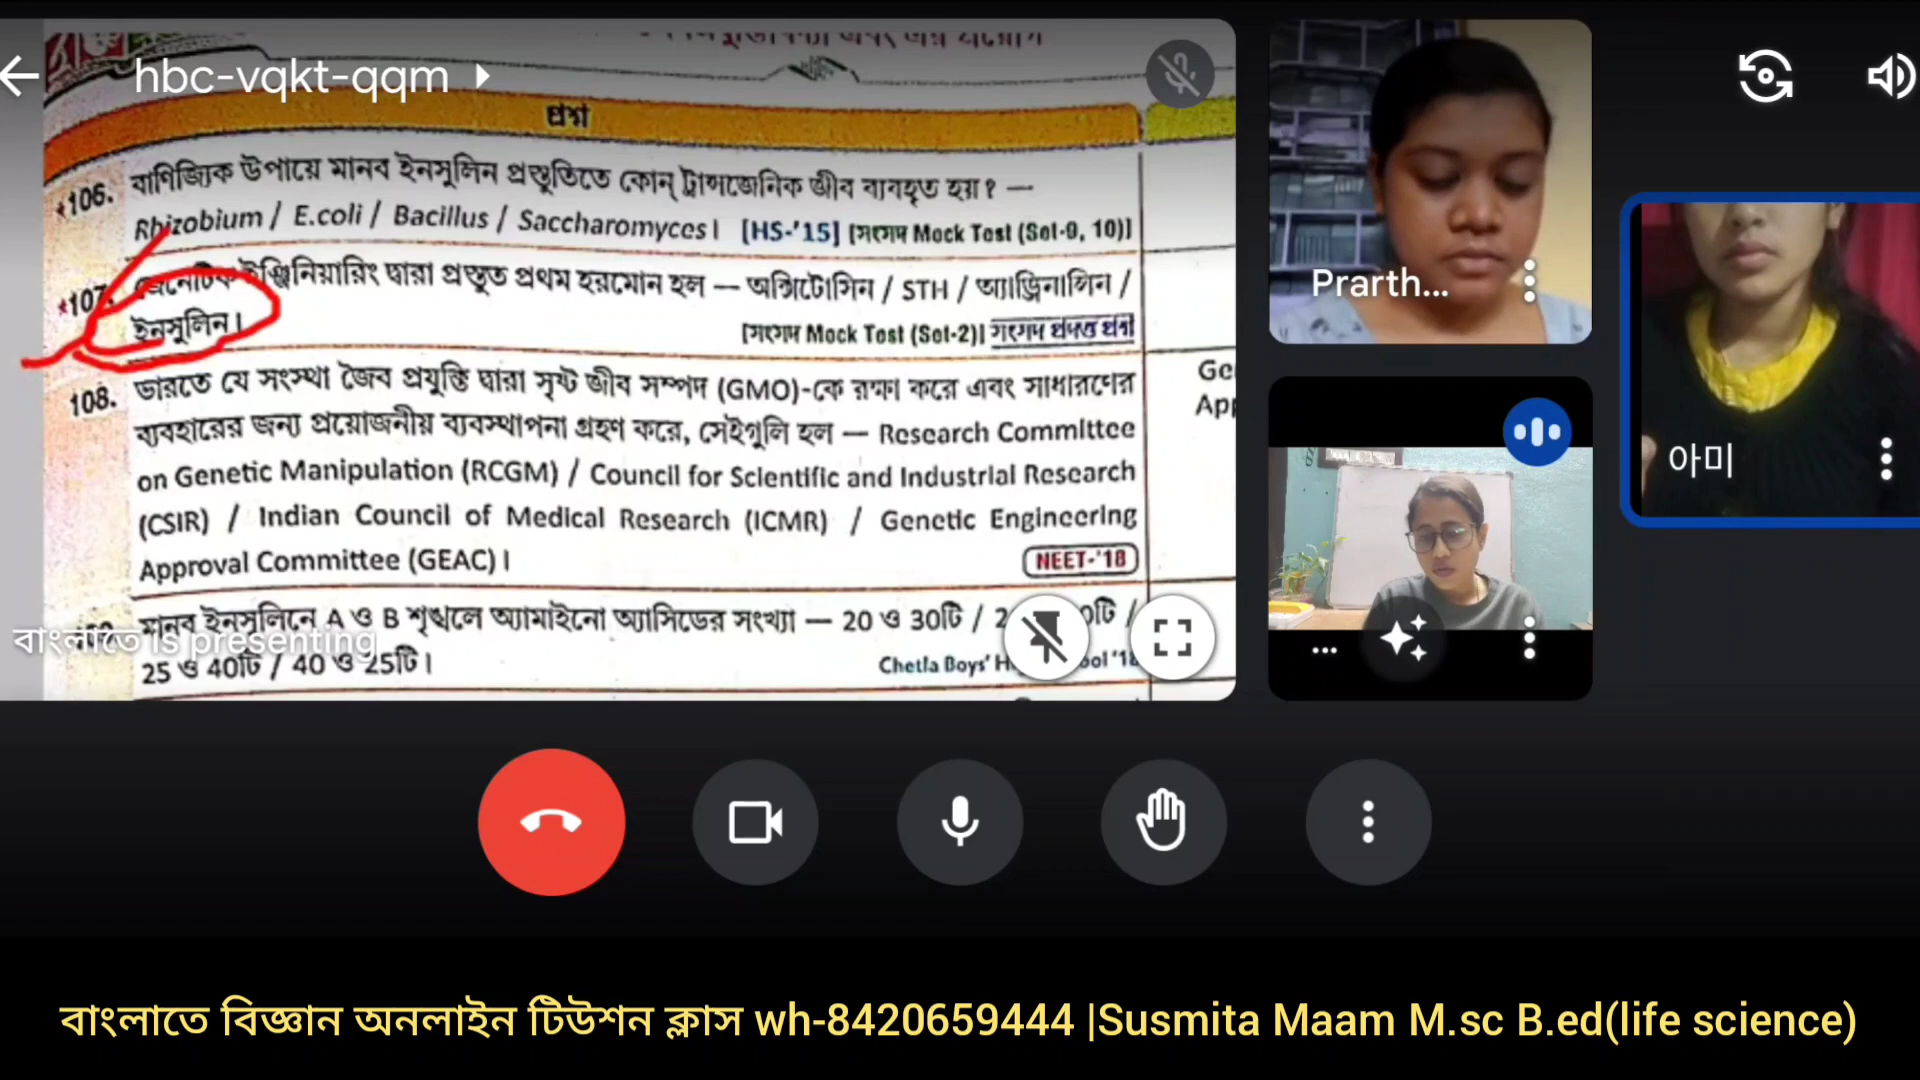 hbc-vqkt-qqm
প্রশ্ন
*106. বাণিজ্যিক উপায়ে মানব ইনসুলিন প্রস্তুতিতে কোন্ ট্রান্সজেনিক জীব ব্যবহৃত হয়? —
Rhizobium / E.coli / Bacillus / Saccharomyces। [HS-'15] [সংসদ Mock Test (Set-9, 10)]
*107. জেনেটিক ইঞ্জিনিয়ারিং দ্বারা প্রস্তুত প্রথম হরমোন হল — অক্সিটোসিন / STH / অ্যাড্রিনালিন /
ইনসুলিন। [সংসদ Mock Test (Set-2)] সংসদ প্রদত্ত প্রশ্ন
108. ভারতে যে সংস্থা জৈব প্রযুক্তি দ্বারা সৃষ্ট জীব সম্পদ (GMO)-কে রক্ষা করে এবং সাধারণের
ব্যবহারের জন্য প্রয়োজনীয় ব্যবস্থাপনা গ্রহণ করে, সেইগুলি হল — Research Committee
on Genetic Manipulation (RCGM) / Council for Scientific and Industrial Research
(CSIR) / Indian Council of Medical Research (ICMR) / Genetic Engineering
Approval Committee (GEAC)। NEET-'18
মানব ইনসুলিনে A ও B শৃঙ্খলে অ্যামাইনো অ্যাসিডের সংখ্যা — 20 ও 30টি /
25 ও 40টি / 40 ও 25টি। Chetla Boys'
বাংলাতে is presenting
Prarth...
아미
বাংলাতে বিজ্ঞান অনলাইন টিউশন ক্লাস wh-8420659444 |Susmita Maam M.sc B.ed(life science)